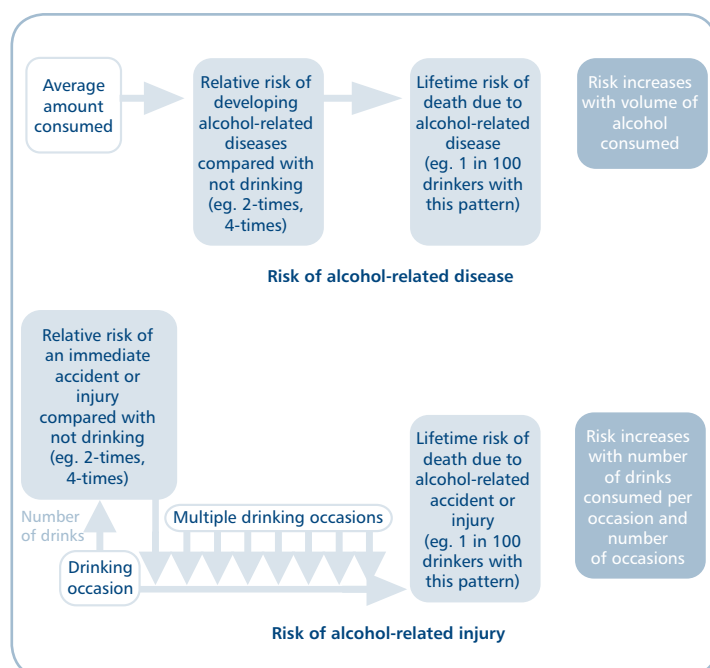 Average
amount
consumed
Relative risk of
developing
alcohol-related
diseases
compared with
not drinking
(eg. 2-times,
4-times)
Lifetime risk of
death due to
alcohol-related
disease
(eg. 1 in 100
drinkers with
this pattern)
Risk increases
with volume of
alcohol
consumed
Risk of alcohol-related disease
Relative risk of
an immediate
accident or
injury
compared with
not drinking
(eg. 2-times,
4-times)
Number
of drinks
Drinking
occasion
Multiple drinking occasions
Lifetime risk of
death due to
alcohol-related
accident or
injury
(eg. 1 in 100
drinkers with
this pattern)
Risk increases
with number
of drinks
consumed per
occasion and
number
of occasions
Risk of alcohol-related injury